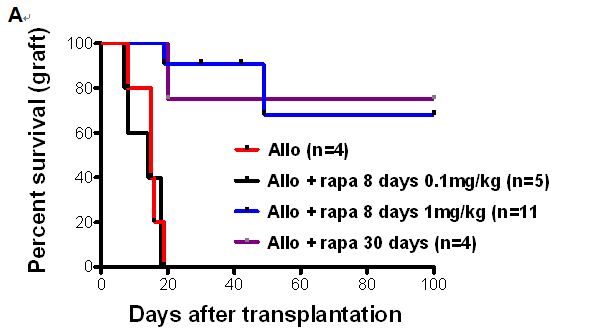 A
Percent survival (graft)
100
80
60
40
20
0
Allo (n=4)
Allo + rapa 8 days 0.1mg/kg (n=5)
Allo + rapa 8 days 1mg/kg (n=11
Allo + rapa 30 days (n=4)
0 20 40 60 80 100
Days after transplantation